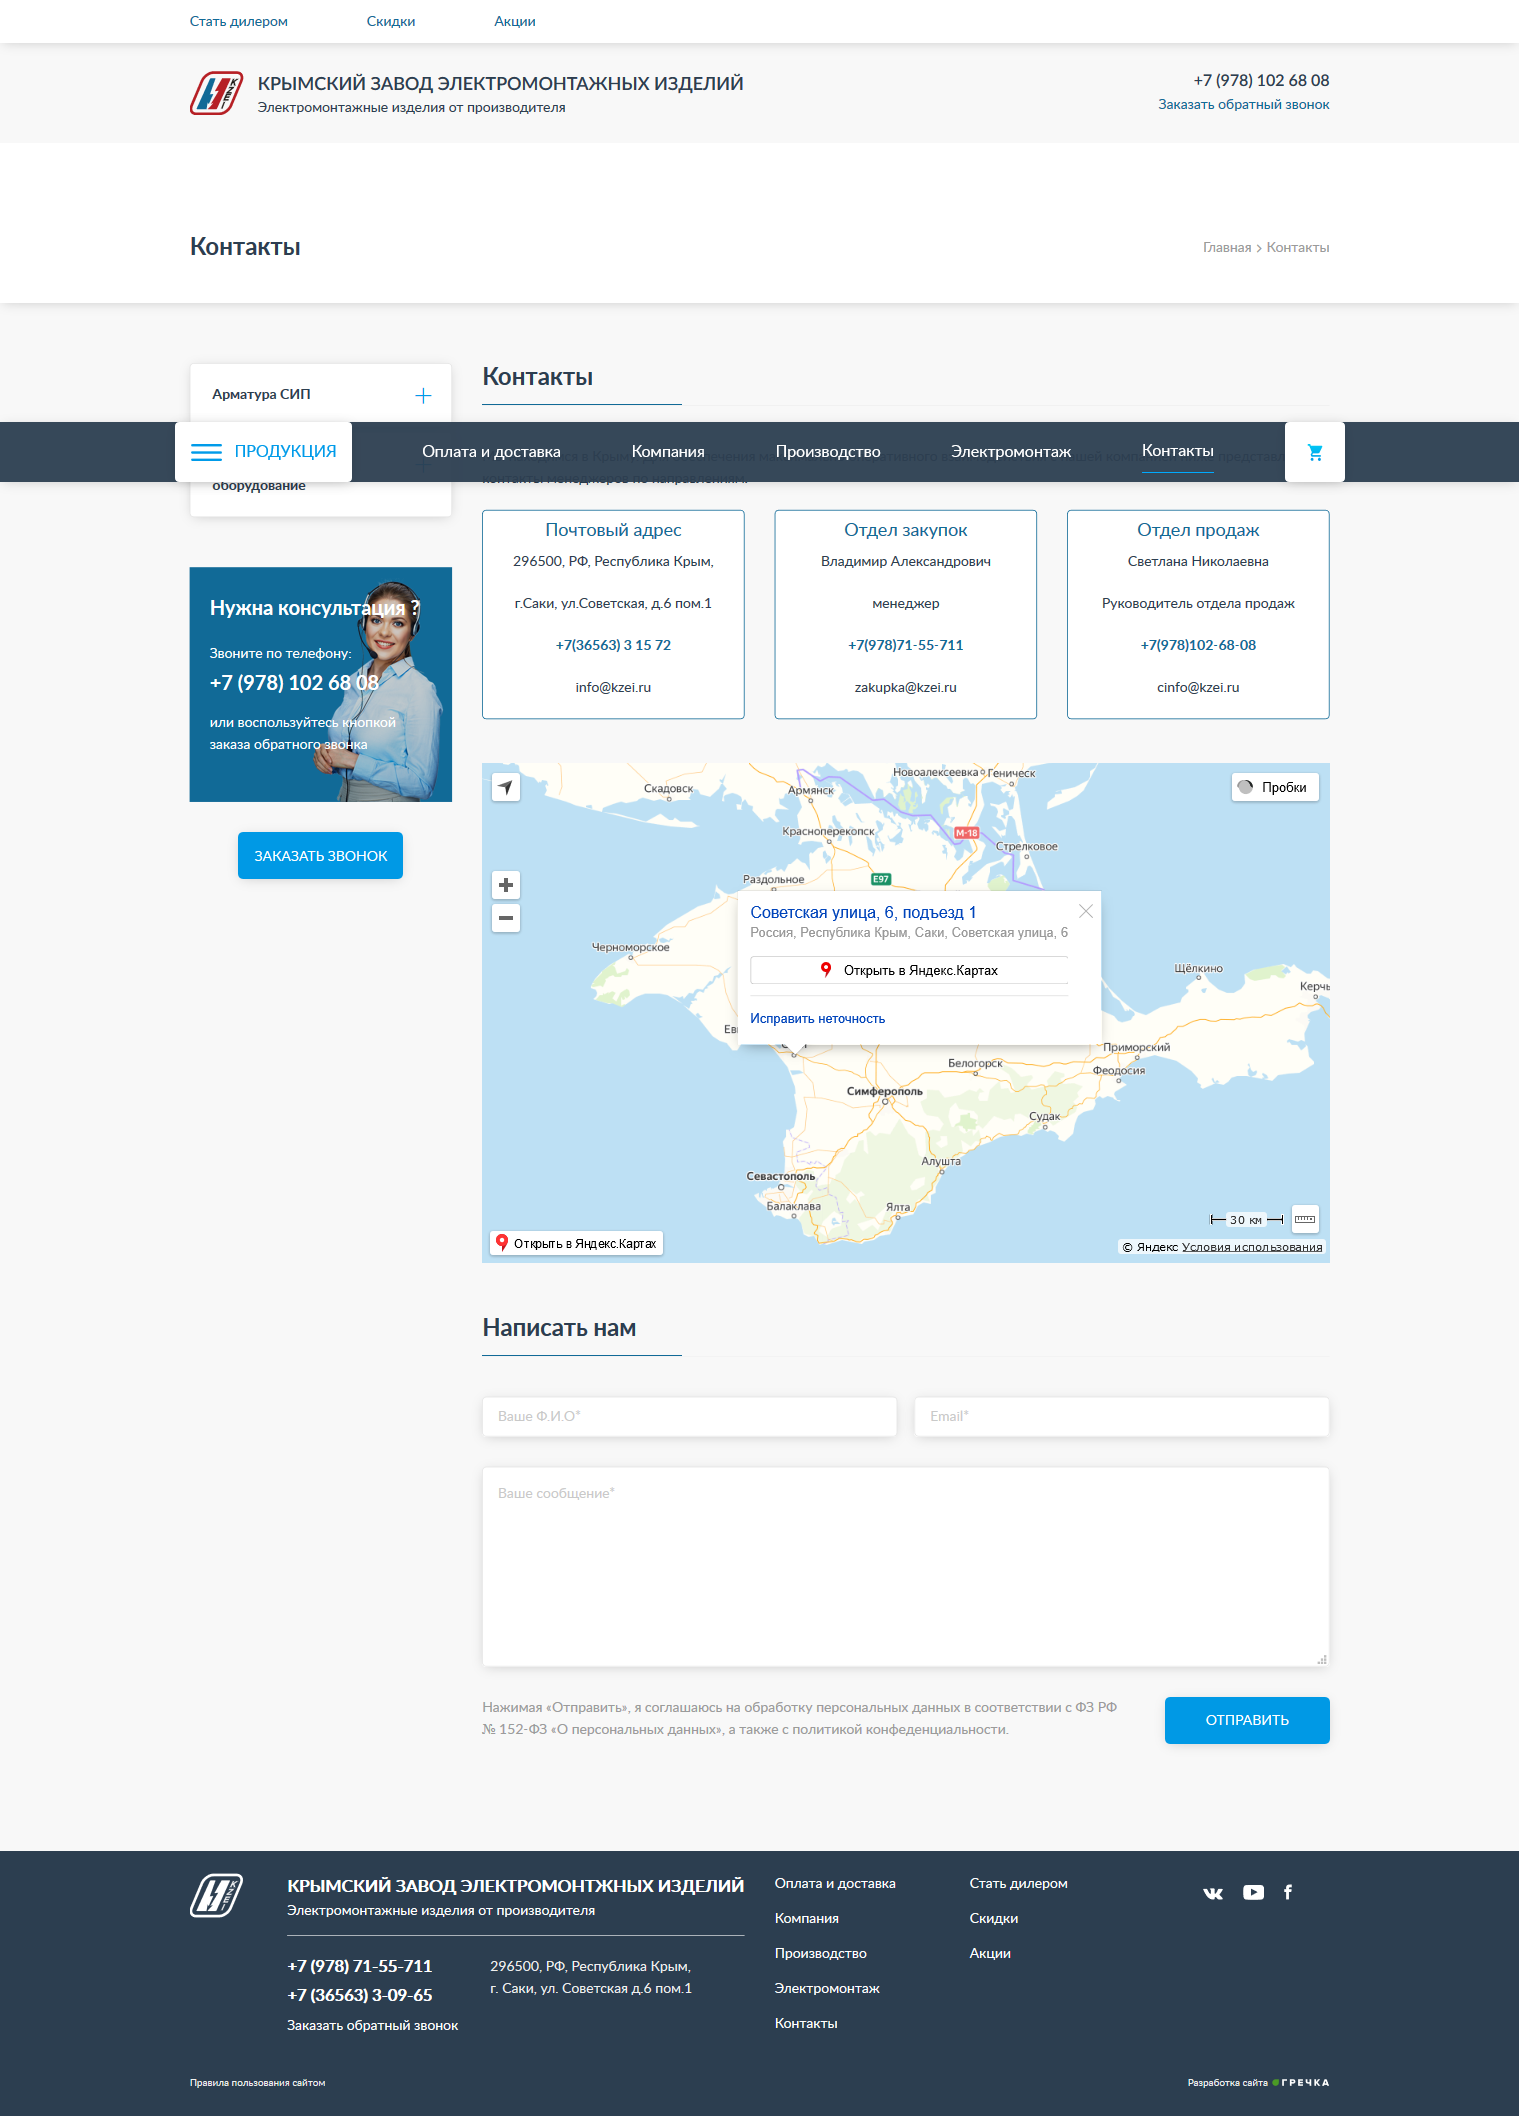 Стать дилером
Скидки
Акции
KZEI
КРЫМСКИЙ ЗАВОД ЭЛЕКТРОМОНТАЖНЫХ ИЗДЕЛИЙ
Электромонтажные изделия от производителя
+7 (978) 102 68 08
Заказать обратный звонок
Контакты
Главная > Контакты
Арматура СИП
оборудование
Контакты
ПРОДУКЦИЯ
Оплата и доставка
Компания
Производство
Электромонтаж
Контакты
контакты менеджеров по направлениям.
Нужна консультация ?
Звоните по телефону:
+7 (978) 102 68 08
или воспользуйтесь кнопкой
заказа обратного звонка
ЗАКАЗАТЬ ЗВОНОК
Почтовый адрес
296500, РФ, Республика Крым,
г.Саки, ул.Советская, д.6 пом.1
+7(36563) 3 15 72
info@kzei.ru
Отдел закупок
Владимир Александрович
менеджер
+7(978)71-55-711
zakupka@kzei.ru
Отдел продаж
Светлана Николаевна
Руководитель отдела продаж
+7(978)102-68-08
cinfo@kzei.ru
Новоалексеевка
Геническ
Скадовск
Армянск
Пробки
Красноперекопск
М-18
Стрелковое
Раздольное
E97
Советская улица, 6, подъезд 1
Россия, Республика Крым, Саки, Советская улица, 6
Открыть в Яндекс.Картах
Исправить неточность
Черноморское
Щёлкино
Керчь
Ев
Приморский
Белогорск
Феодосия
Симферополь
Судак
Алушта
Севастополь
Балаклава
Ялта
30 км
Открыть в Яндекс.Картах
© Яндекс Условия использования
Написать нам
Ваше Ф.И.О*
Email*
Ваше сообщение*
Нажимая «Отправить», я соглашаюсь на обработку персональных данных в соответствии с ФЗ РФ
№ 152-ФЗ «О персональных данных», а также с политикой конфеденциальности.
ОТПРАВИТЬ
KZEI
КРЫМСКИЙ ЗАВОД ЭЛЕКТРОМОНТЖНЫХ ИЗДЕЛИЙ
Электромонтажные изделия от производителя
+7 (978) 71-55-711
+7 (36563) 3-09-65
Заказать обратный звонок
296500, РФ, Республика Крым,
г. Саки, ул. Советская д.6 пом.1
Оплата и доставка
Компания
Производство
Электромонтаж
Контакты
Стать дилером
Скидки
Акции
Правила пользования сайтом
Разработка сайта ГРЕЧКА